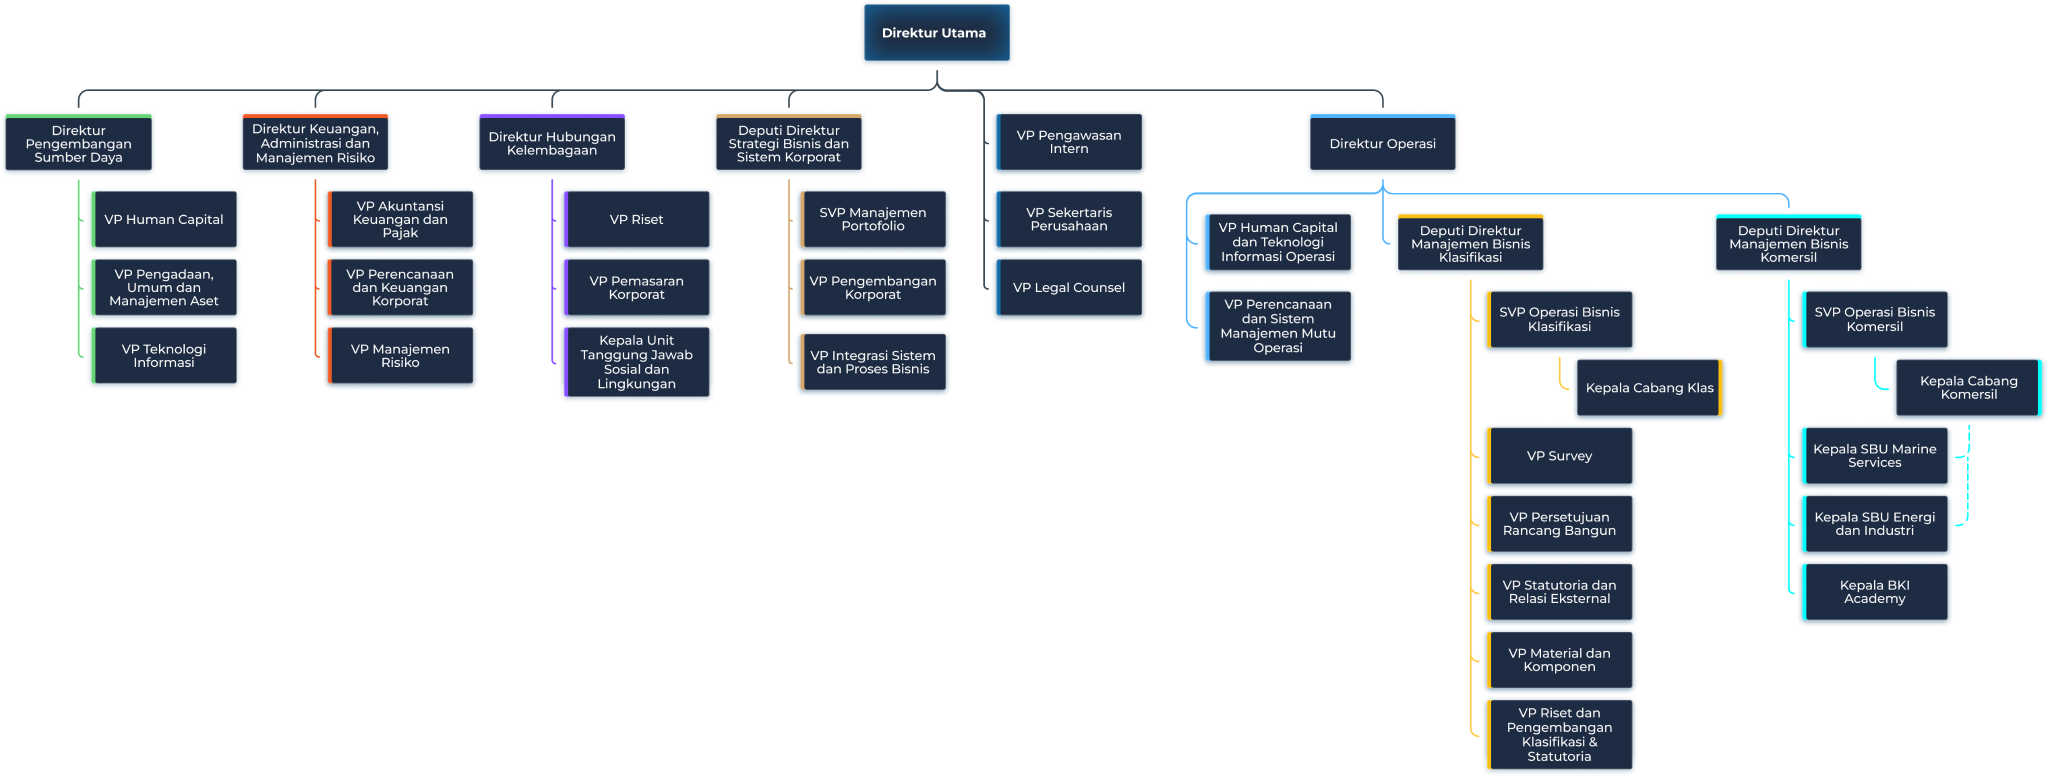 Direktur Utama
Direktur
Pengembangan
Sumber Daya
VP Human Capital
VP Pengadaan,
Umum dan
Manajemen Aset
VP Teknologi
Informasi
Direktur Keuangan,
Administrasi dan
Manajemen Risiko
VP Akuntansi
Keuangan dan
Pajak
VP Perencanaan
dan Keuangan
Korporat
VP Manajemen
Risiko
Direktur Hubungan
Kelembagaan
VP Riset
VP Pemasaran
Korporat
Kepala Unit
Tanggung Jawab
Sosial dan
Lingkungan
Deputi Direktur
Strategi Bisnis dan
Sistem Korporat
SVP Manajemen
Portofolio
VP Pengembangan
Korporat
VP Integrasi Sistem
dan Proses Bisnis
VP Pengawasan
Intern
VP Sekertaris
Perusahaan
VP Legal Counsel
Direktur Operasi
VP Human Capital
dan Teknologi
Informasi Operasi
VP Perencanaan
dan Sistem
Manajemen Mutu
Operasi
Deputi Direktur
Manajemen Bisnis
Klasifikasi
SVP Operasi Bisnis
Klasifikasi
Kepala Cabang Klas
VP Survey
VP Persetujuan
Rancang Bangun
VP Statutoria dan
Relasi Eksternal
VP Material dan
Komponen
VP Riset dan
Pengembangan
Klasifikasi &
Statutoria
Deputi Direktur
Manajemen Bisnis
Komersil
SVP Operasi Bisnis
Komersil
Kepala Cabang
Komersil
Kepala SBU Marine
Services
Kepala SBU Energi
dan Industri
Kepala BKI
Academy